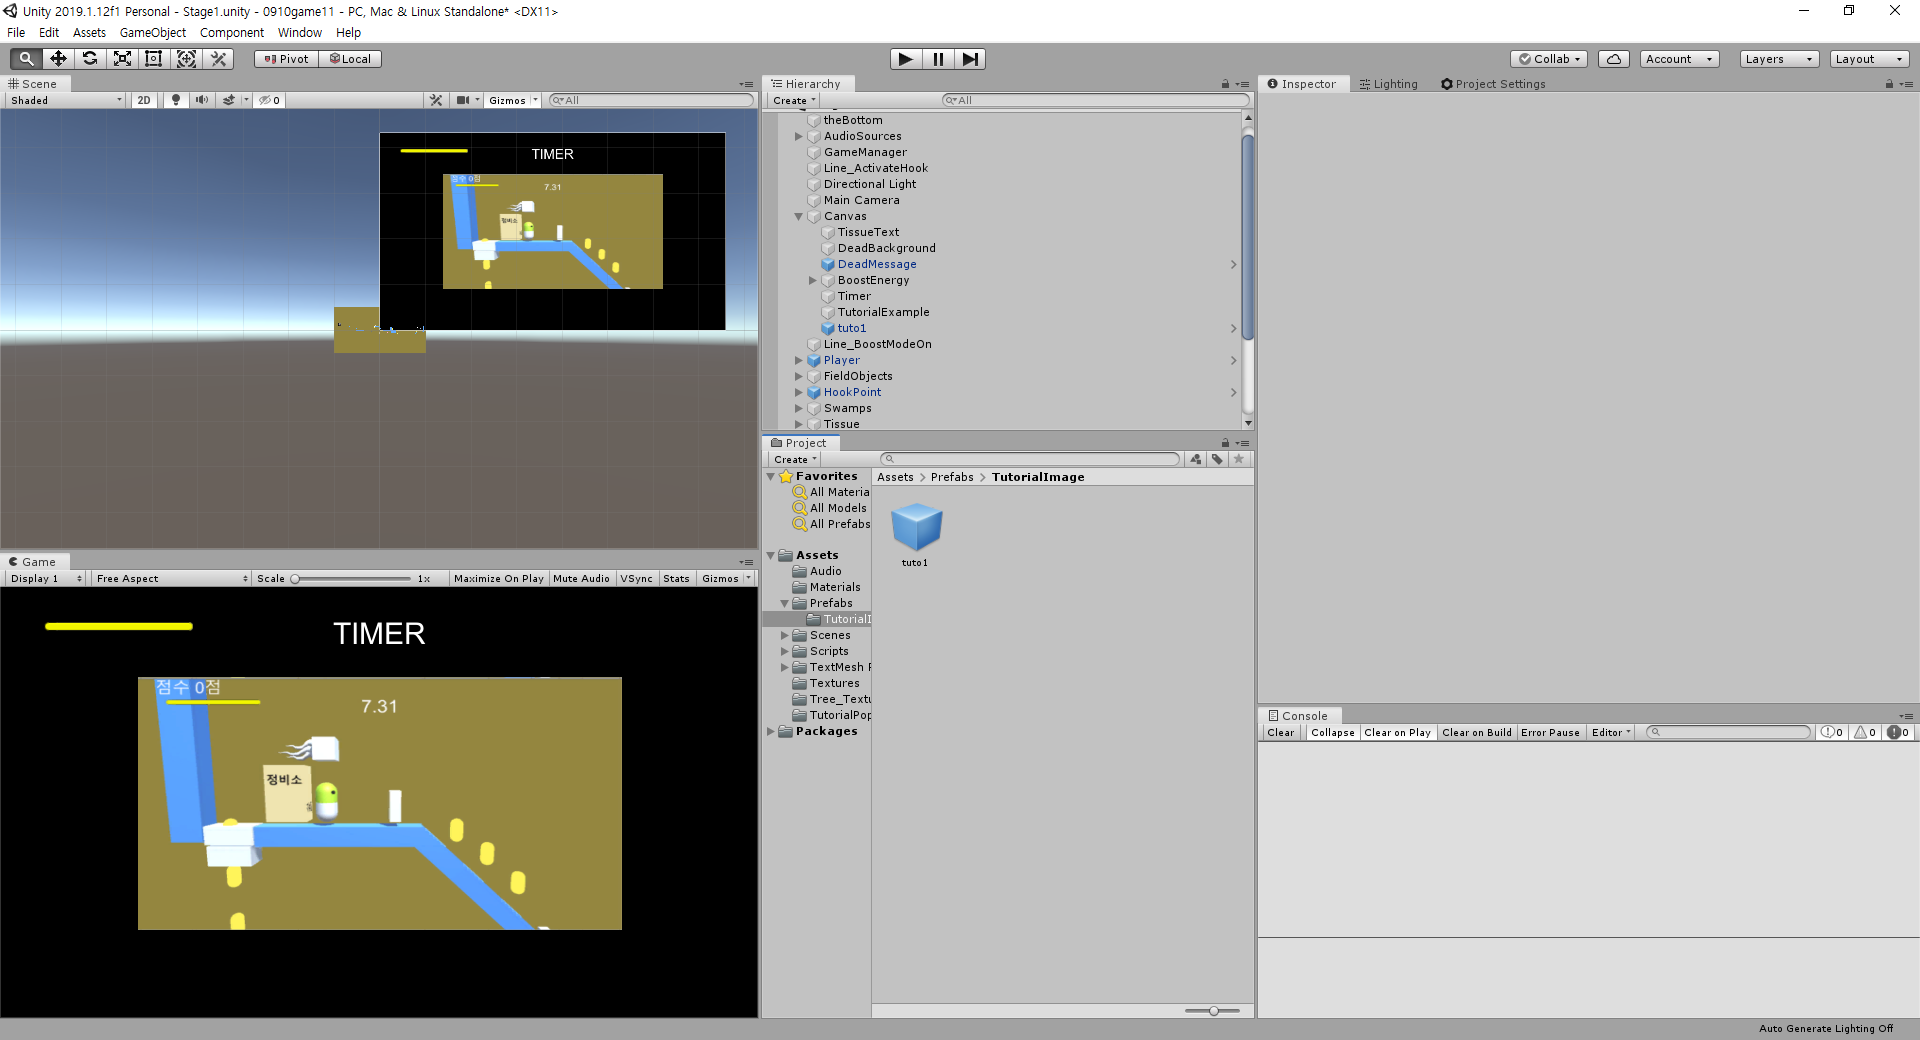 Unity 2019.1.12f1 Personal - Stage1.unity - 0910game11 - PC, Mac & Linux Standalone* <DX11>
File Edit Assets GameObject Component Window Help
Pivot Local
Collab Account Layers Layout
Scene
Shaded 2D 0 Gizmos All
TIMER
점수 0점
7.31
정비소
Game
Display 1 Free Aspect Scale 1x Maximize On Play Mute Audio VSync Stats Gizmos
TIMER
점수 0점
7.31
정비소
Hierarchy
Create All
theBottom
AudioSources
GameManager
Line_ActivateHook
Directional Light
Main Camera
Canvas
TissueText
DeadBackground
DeadMessage
BoostEnergy
Timer
TutorialExample
tuto1
Line_BoostModeOn
Player
FieldObjects
HookPoint
Swamps
Tissue
Project
Create
Favorites
All Materia
All Models
All Prefabs
Assets
Audio
Materials
Prefabs
TutorialI
Scenes
Scripts
TextMesh P
Textures
Tree_Textu
TutorialPop
Packages
Assets > Prefabs > TutorialImage
tuto1
Inspector Lighting Project Settings
Console
Clear Collapse Clear on Play Clear on Build Error Pause Editor 0 0 0
Auto Generate Lighting Off